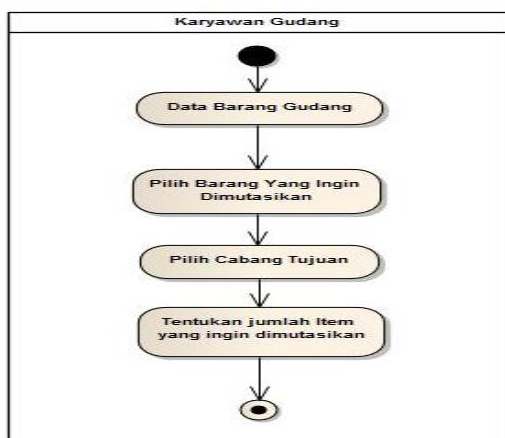 Karyawan Gudang
Data Barang Gudang
Pilih Barang Yang Ingin
Dimutasikan
Pilih Cabang Tujuan
Tentukan jumlah Item
yang ingin dimutasikan